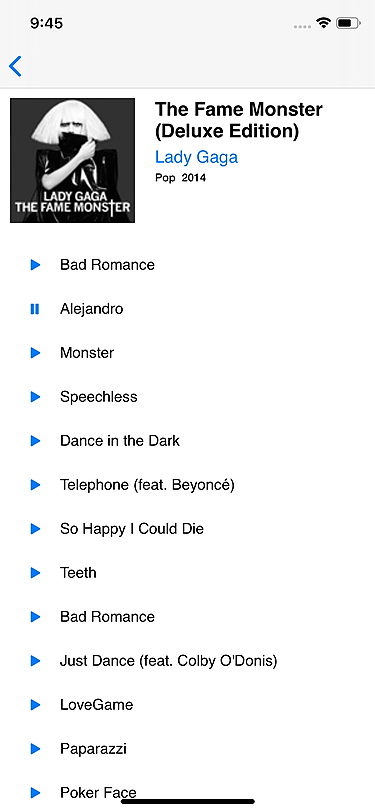 9:45
The Fame Monster
(Deluxe Edition)
Lady Gaga
Pop 2014
LADY GAGA
THE FAME MONSTER
Bad Romance
Alejandro
Monster
Speechless
Dance in the Dark
Telephone (feat. Beyoncé)
So Happy I Could Die
Teeth
Bad Romance
Just Dance (feat. Colby O'Donis)
LoveGame
Paparazzi
Poker Face